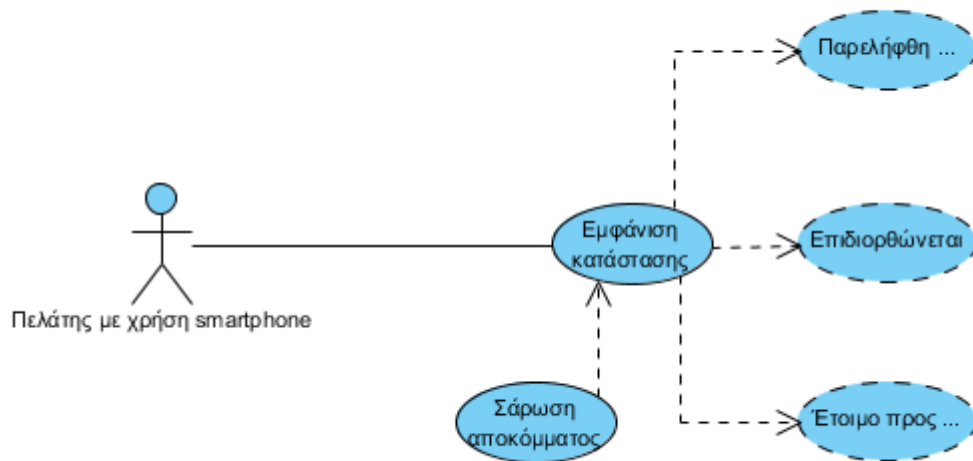 Παρελήφθη ...
Εμφάνιση
κατάστασης
Επιδιορθώνεται
Πελάτης με χρήση smartphone
Σάρωση
αποκόμματος
Έτοιμο προς ...